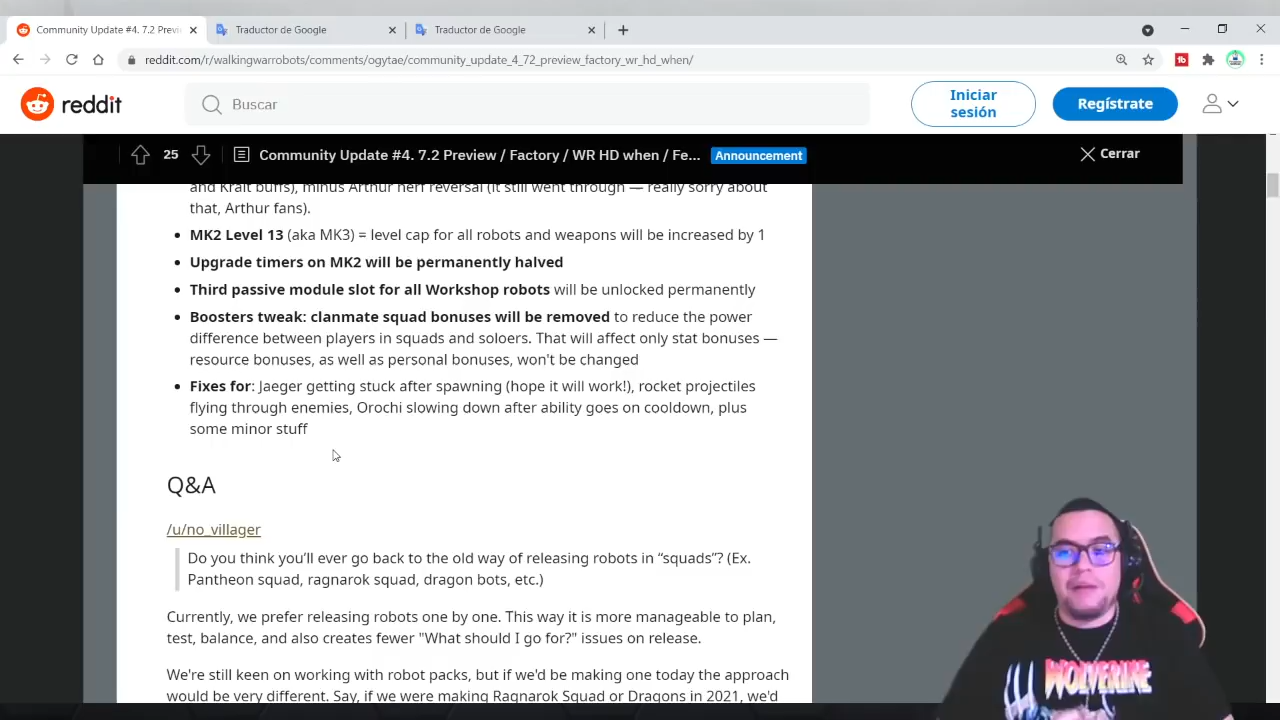 Community Update #4. 7.2 Previ
Traductor de Google
Traductor de Google
reddit.com/r/walkingwarrobots/comments/ogytae/community_update_4_72_preview_factory_wr_hd_when/
reddit
Buscar
Iniciar
sesión
Regístrate
25
Community Update #4. 7.2 Preview / Factory / WR HD when / Fe...
Announcement
Cerrar
and Krait buffs), minus Arthur nerf reversal (it still went through — really sorry about
that, Arthur fans).
• MK2 Level 13 (aka MK3) = level cap for all robots and weapons will be increased by 1
• Upgrade timers on MK2 will be permanently halved
• Third passive module slot for all Workshop robots will be unlocked permanently
• Boosters tweak: clanmate squad bonuses will be removed to reduce the power
difference between players in squads and soloers. That will affect only stat bonuses —
resource bonuses, as well as personal bonuses, won't be changed
• Fixes for: Jaeger getting stuck after spawning (hope it will work!), rocket projectiles
flying through enemies, Orochi slowing down after ability goes on cooldown, plus
some minor stuff
Q&A
/u/no_villager
Do you think you’ll ever go back to the old way of releasing robots in “squads”? (Ex.
Pantheon squad, ragnarok squad, dragon bots, etc.)
Currently, we prefer releasing robots one by one. This way it is more manageable to plan,
test, balance, and also creates fewer "What should I go for?" issues on release.
We're still keen on working with robot packs, but if we'd be making one today the approach
would be very different. Say, if we were making Ragnarok Squad or Dragons in 2021, we'd
WOLVERINE